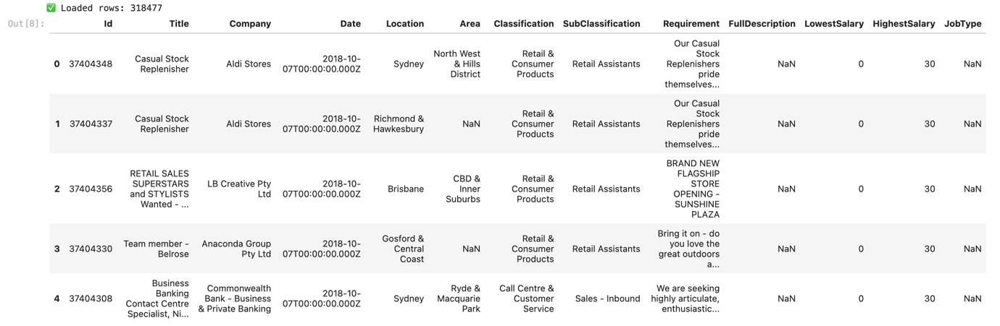 ✅ Loaded rows: 318477
Out[8]:
Id Title Company Date Location Area Classification SubClassification Requirement FullDescription LowestSalary HighestSalary JobType
0 37404348 Casual Stock Replenisher Aldi Stores 2018-10-07T00:00:00.000Z Sydney North West & Hills District Retail & Consumer Products Retail Assistants Our Casual Stock Replenishers pride themselves... NaN 0 30 NaN
1 37404337 Casual Stock Replenisher Aldi Stores 2018-10-07T00:00:00.000Z Richmond & Hawkesbury NaN Retail & Consumer Products Retail Assistants Our Casual Stock Replenishers pride themselves... NaN 0 30 NaN
2 37404356 RETAIL SALES SUPERSTARS and STYLISTS Wanted - ... LB Creative Pty Ltd 2018-10-07T00:00:00.000Z Brisbane CBD & Inner Suburbs Retail & Consumer Products Retail Assistants BRAND NEW FLAGSHIP STORE OPENING - SUNSHINE PLAZA NaN 0 30 NaN
3 37404330 Team member - Belrose Anaconda Group Pty Ltd 2018-10-07T00:00:00.000Z Gosford & Central Coast NaN Retail & Consumer Products Retail Assistants Bring it on - do you love the great outdoors a... NaN 0 30 NaN
4 37404308 Business Banking Contact Centre Specialist, Ni... Commonwealth Bank - Business & Private Banking 2018-10-07T00:00:00.000Z Sydney Ryde & Macquarie Park Call Centre & Customer Service Sales - Inbound We are seeking highly articulate, enthusiastic... NaN 0 30 NaN